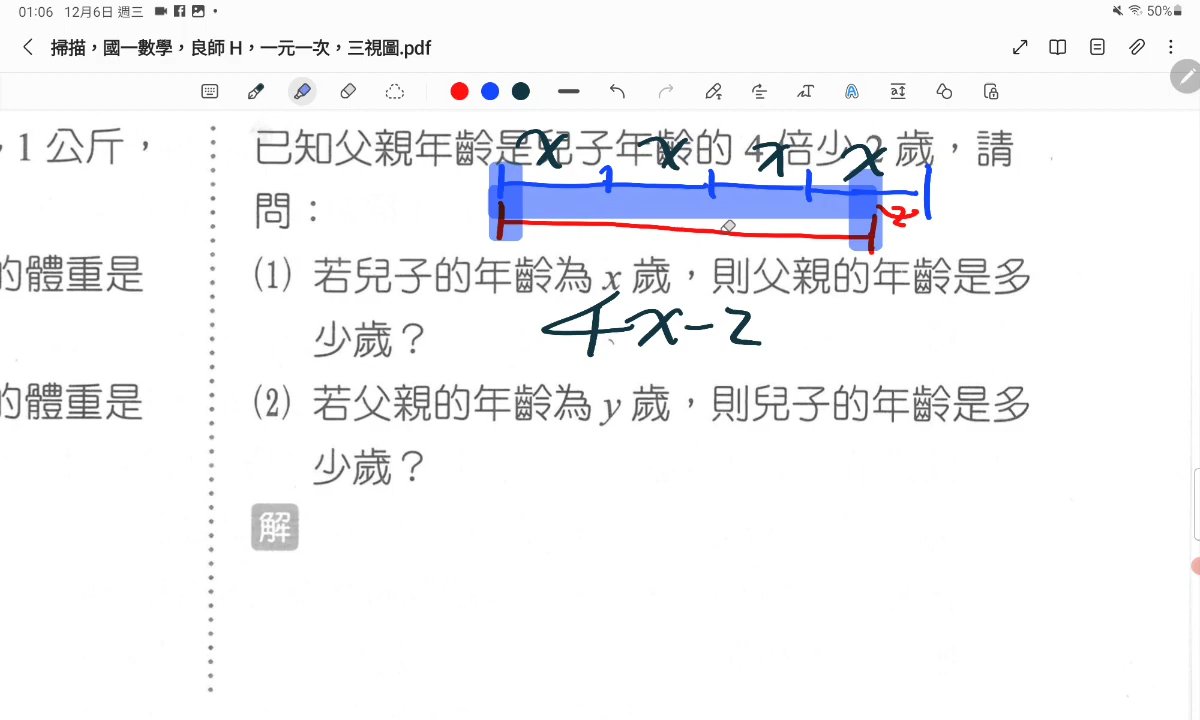 01:06 12月6日 週三 50%
掃描，國一數學，良師 H，一元一次，三視圖.pdf
，1 公斤，
的體重是
的體重是
x x x x
已知父親年齡是兒子年齡的 4 倍少 2 歲，請
問：
2
(1) 若兒子的年齡為 x 歲，則父親的年齡是多
少歲？
4x-2
(2) 若父親的年齡為 y 歲，則兒子的年齡是多
少歲？
解